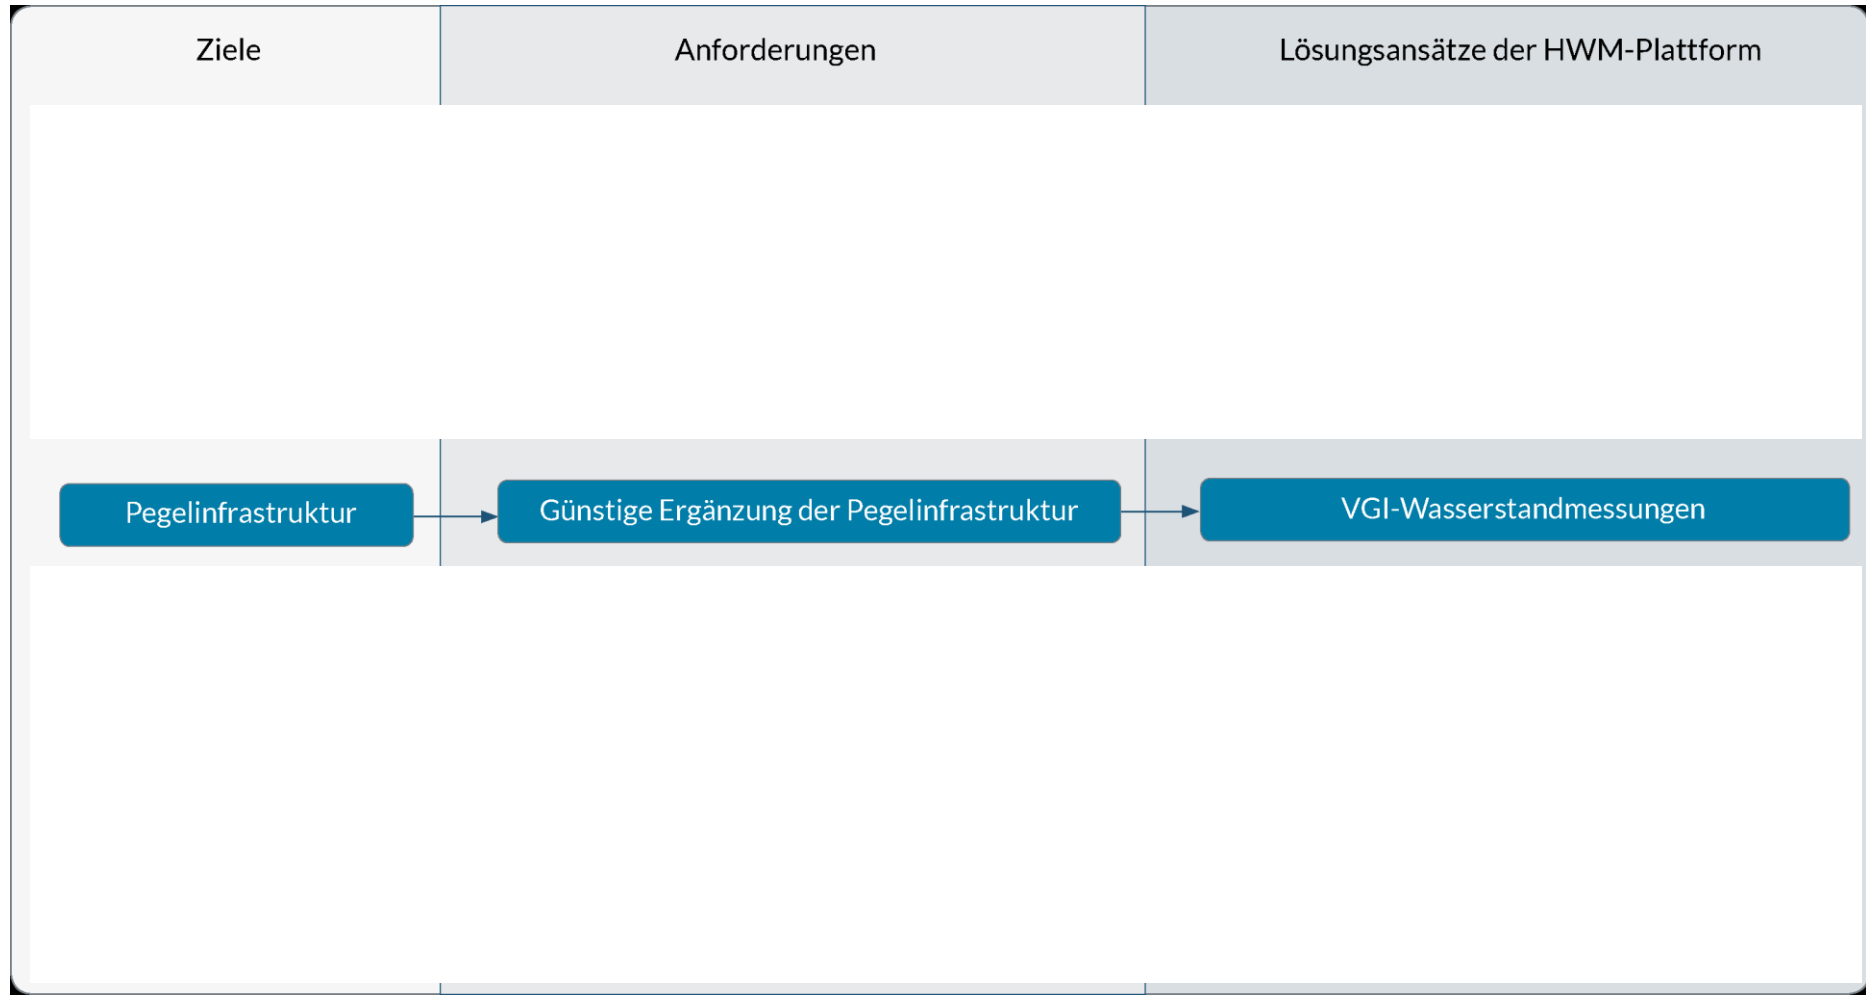 Ziele
Anforderungen
Lösungsansätze der HWM-Plattform
Pegelinfrastruktur
Günstige Ergänzung der Pegelinfrastruktur
VGI-Wasserstandmessungen